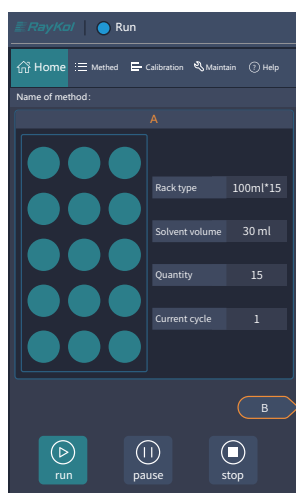 RayKol Run
Home Methed Calibration Maintain ? Help
Name of method:
A
Rack type 100ml*15
Solvent volume 30 ml
Quantity 15
Current cycle 1
B
run pause stop